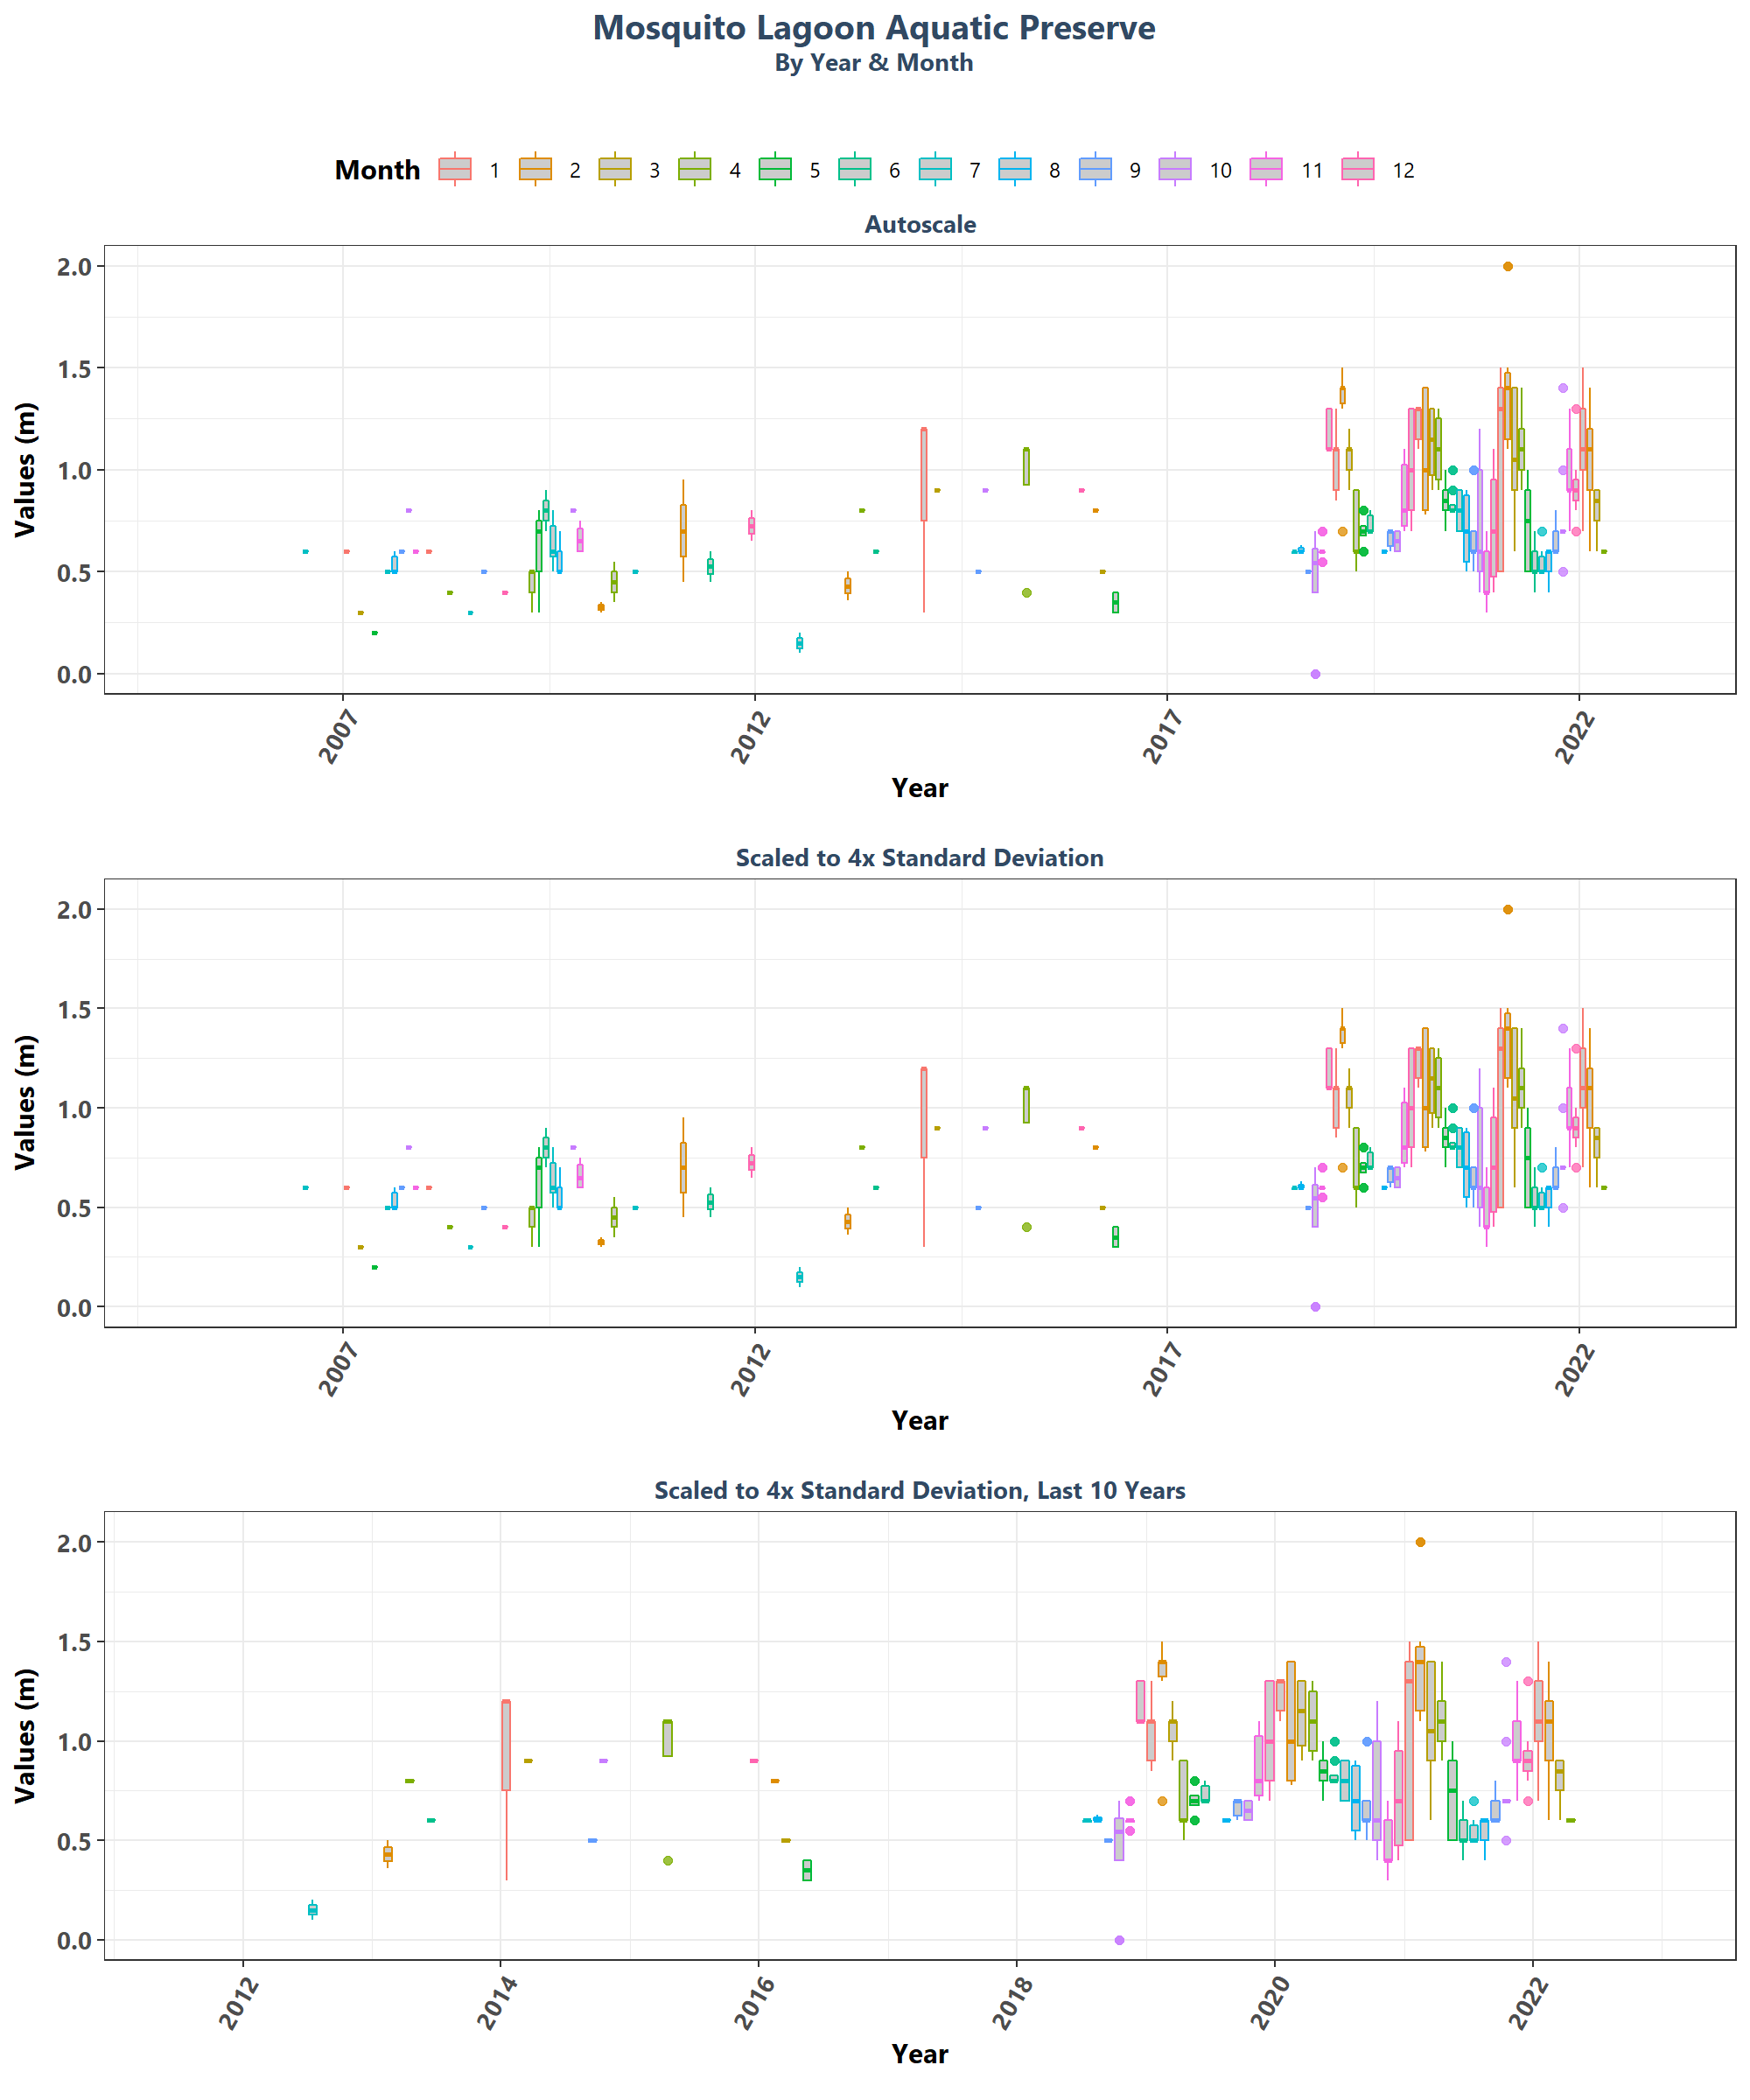 Mosquito Lagoon Aquatic Preserve
By Year & Month
Month 1 2 3 4 5 6 7 8 9 10 11 12
Autoscale
2.0
1.5
1.0
0.5
0.0
Values (m)
2007 2012 2017 2022
Year
Scaled to 4x Standard Deviation
2.0
1.5
1.0
0.5
0.0
Values (m)
2007 2012 2017 2022
Year
Scaled to 4x Standard Deviation, Last 10 Years
2.0
1.5
1.0
0.5
0.0
Values (m)
2012 2014 2016 2018 2020 2022
Year